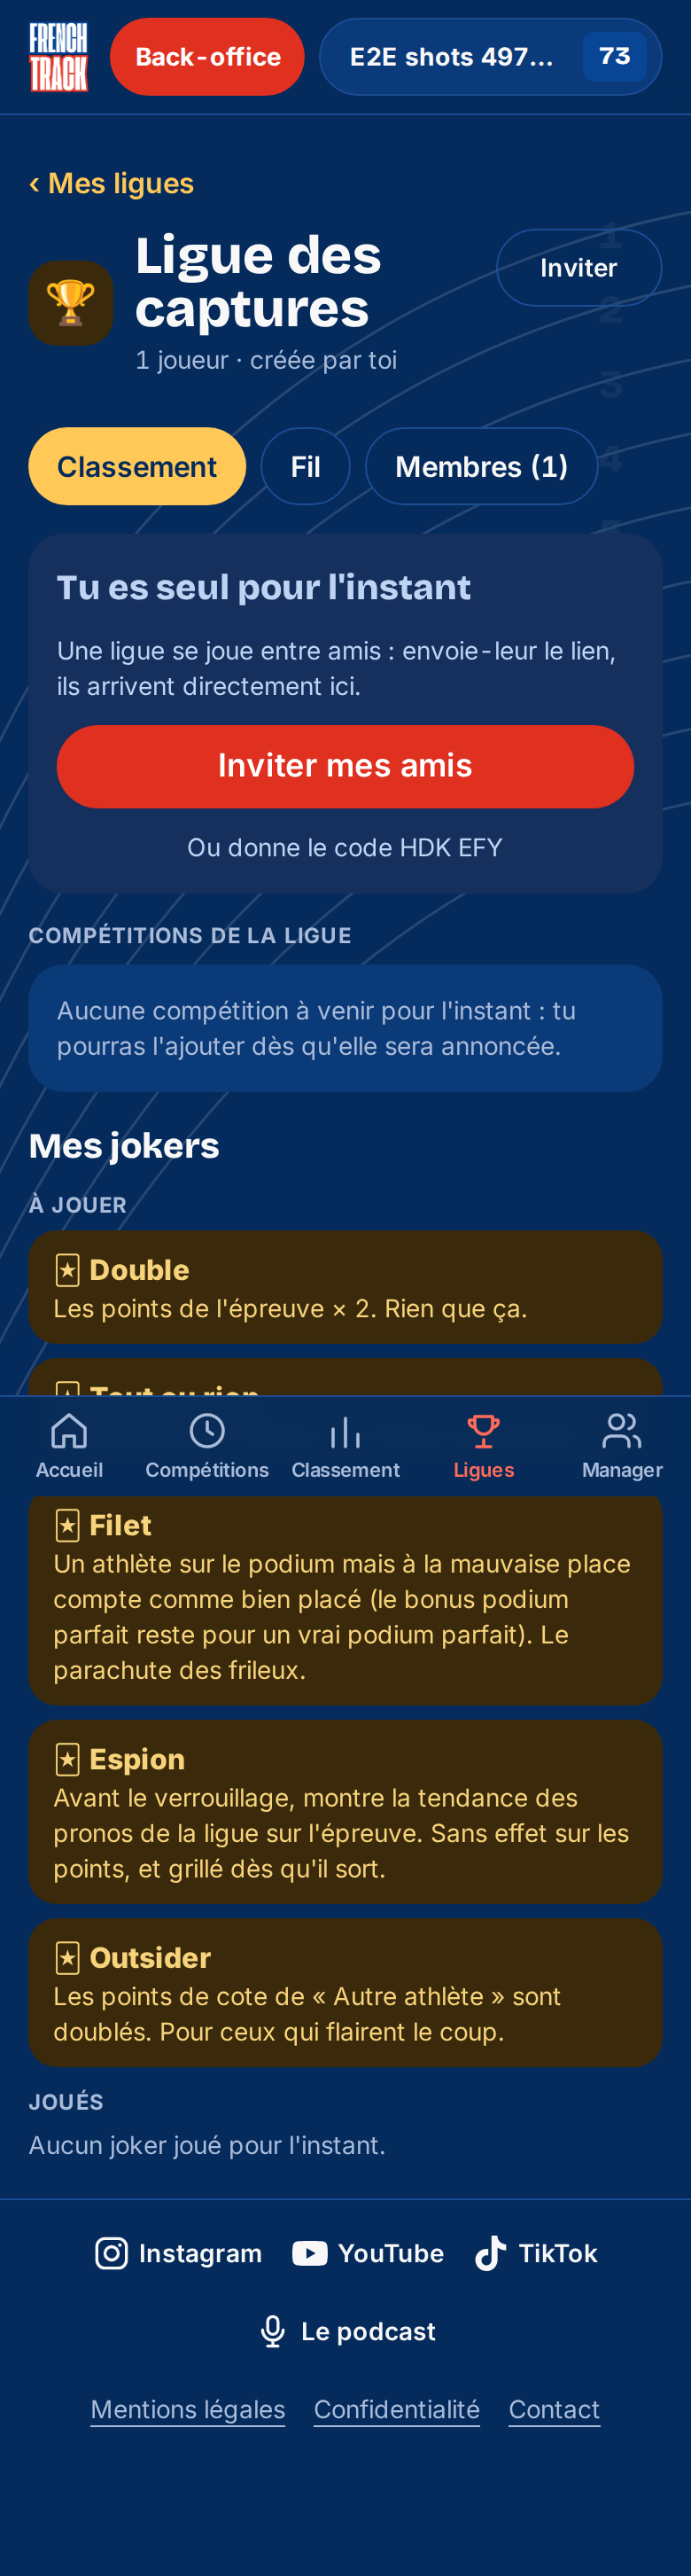 FRENCH
TRACK
Back-office
E2E shots 497...
73
‹ Mes ligues
Ligue des
captures
1 joueur · créée par toi
Inviter
1
2
3
4
Classement
Fil
Membres (1)
Tu es seul pour l'instant
Une ligue se joue entre amis : envoie-leur le lien,
ils arrivent directement ici.
Inviter mes amis
Ou donne le code HDK EFY
COMPÉTITIONS DE LA LIGUE
Aucune compétition à venir pour l'instant : tu
pourras l'ajouter dès qu'elle sera annoncée.
Mes jokers
À JOUER
Double
Les points de l'épreuve × 2. Rien que ça.
Tout ou rien
Accueil
Compétitions
Classement
Ligues
Manager
Filet
Un athlète sur le podium mais à la mauvaise place
compte comme bien placé (le bonus podium
parfait reste pour un vrai podium parfait). Le
parachute des frileux.
Espion
Avant le verrouillage, montre la tendance des
pronos de la ligue sur l'épreuve. Sans effet sur les
points, et grillé dès qu'il sort.
Outsider
Les points de cote de « Autre athlète » sont
doublés. Pour ceux qui flairent le coup.
JOUÉS
Aucun joker joué pour l'instant.
Instagram
YouTube
TikTok
Le podcast
Mentions légales
Confidentialité
Contact